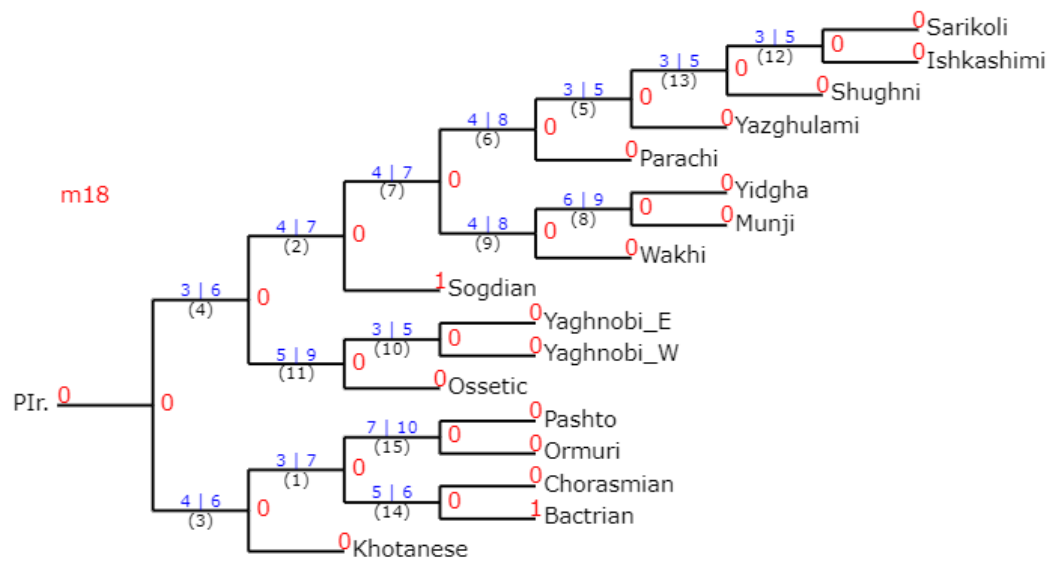 0 Sarikoli
3 | 5
(12)
0
0 Ishkashimi
3 | 5
(13)
0
0 Shughni
3 | 5
(5)
0
0 Yazghulami
4 | 8
(6)
0
0 Parachi
4 | 7
(7)
0
m18
0 Yidgha
6 | 9
(8)
0
0 Munji
4 | 8
(9)
0
0 Wakhi
4 | 7
(2)
0
1 Sogdian
3 | 6
(4)
0
0 Yaghnobi_E
3 | 5
(10)
0
0 Yaghnobi_W
5 | 9
(11)
0
0 Ossetic
PIr. 0
0
0 Pashto
7 | 10
(15)
0
0 Ormuri
3 | 7
(1)
0
0 Chorasmian
5 | 6
(14)
0
1 Bactrian
4 | 6
(3)
0
0 Khotanese